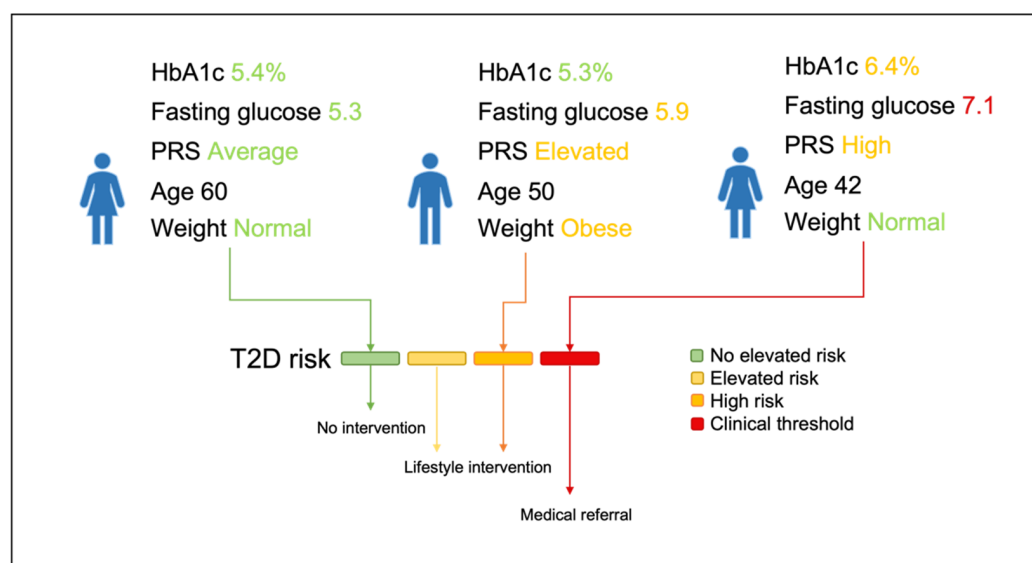 HbA1c 5.4%
Fasting glucose 5.3
PRS Average
Age 60
Weight Normal
HbA1c 5.3%
Fasting glucose 5.9
PRS Elevated
Age 50
Weight Obese
HbA1c 6.4%
Fasting glucose 7.1
PRS High
Age 42
Weight Normal
T2D risk
No elevated risk
Elevated risk
High risk
Clinical threshold
No intervention
Lifestyle intervention
Medical referral